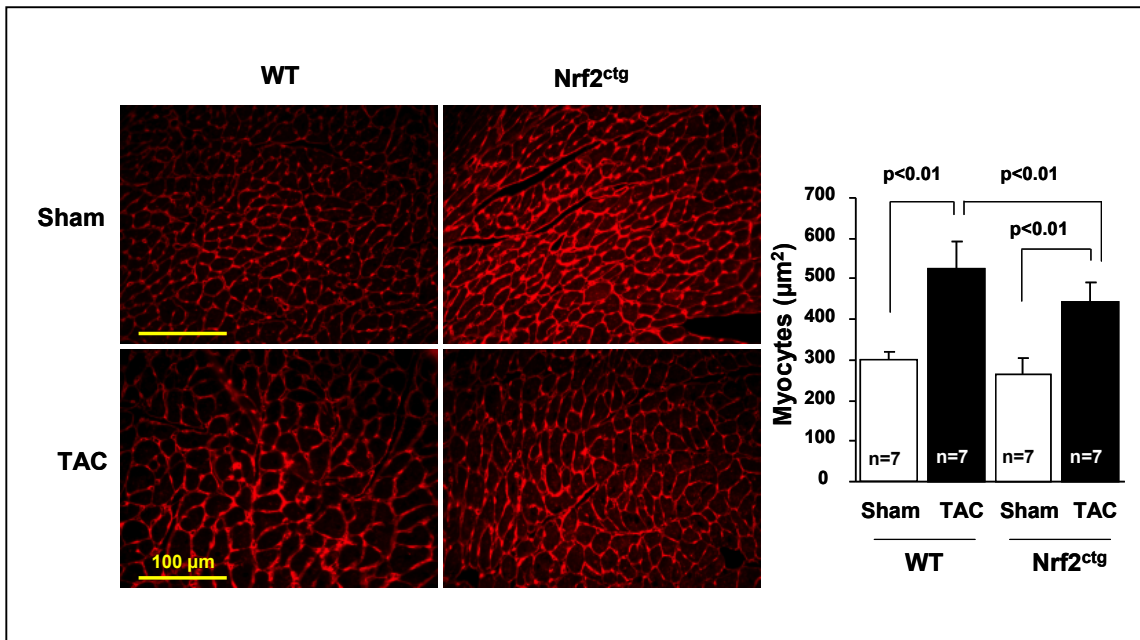 WT
Nrf2ctg
Sham
TAC
100 µm
p<0.01
p<0.01
p<0.01
Myocytes (µm2)
700
600
500
400
300
200
100
0
n=7
n=7
n=7
n=7
Sham
TAC
Sham
TAC
WT
Nrf2ctg